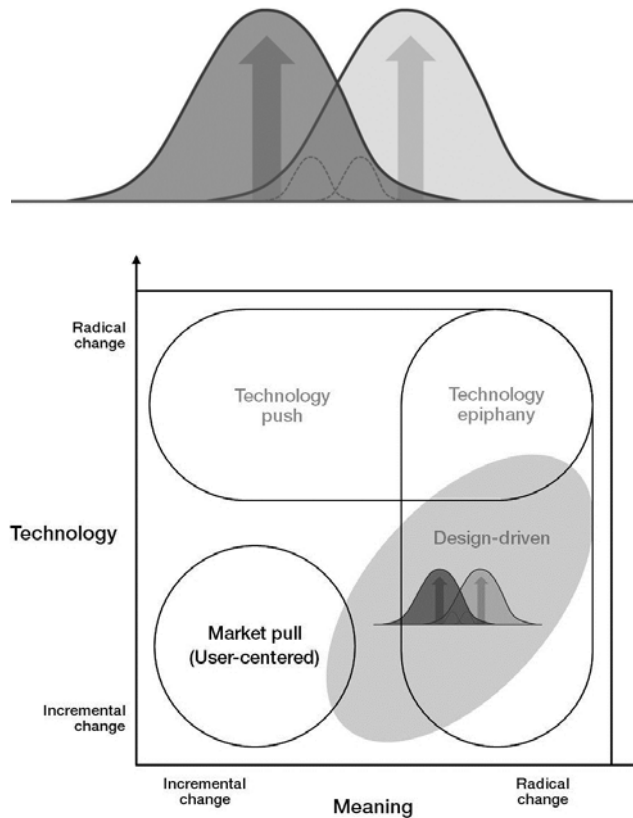 Radical
change
Technology
push
Technology
epiphany
Technology
Design-driven
Market pull
(User-centered)
Incremental
change
Incremental
change
Radical
change
Meaning